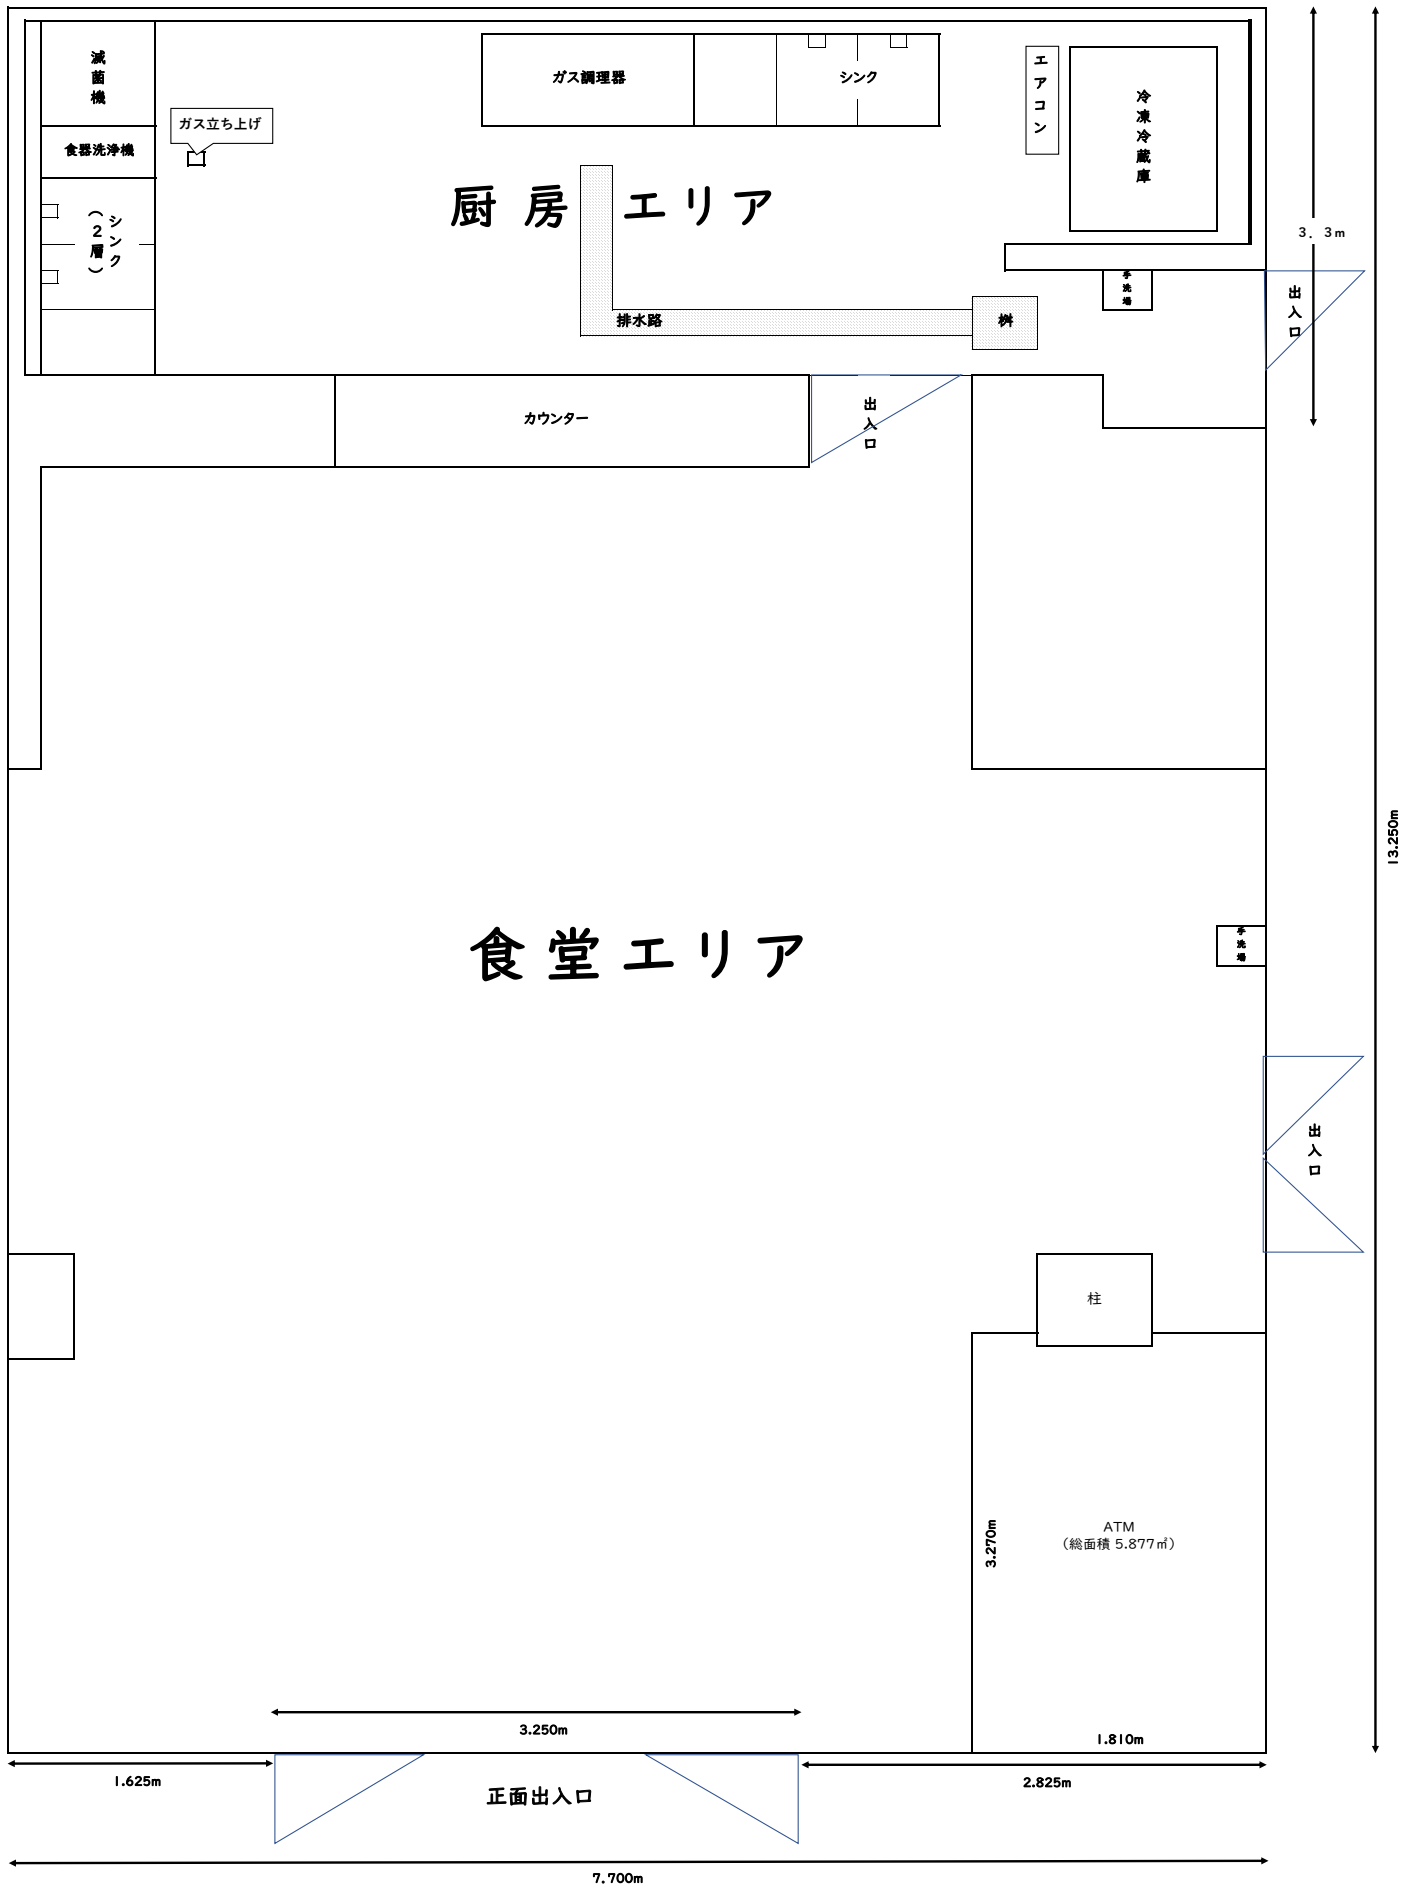 滅菌機
ガス調理器
シンク
エアコン
冷凍冷蔵庫
ガス立ち上げ
食器洗浄機
厨房エリア
シンク
（２層）
3．3m
手洗場
出入口
排水路
桝
カウンター
出入口
13.250m
食堂エリア
手洗場
出入口
柱
ATM
（総面積 5.877㎡）
3.270m
3.250m
1.810m
1.625m
正面出入口
2.825m
7.700m